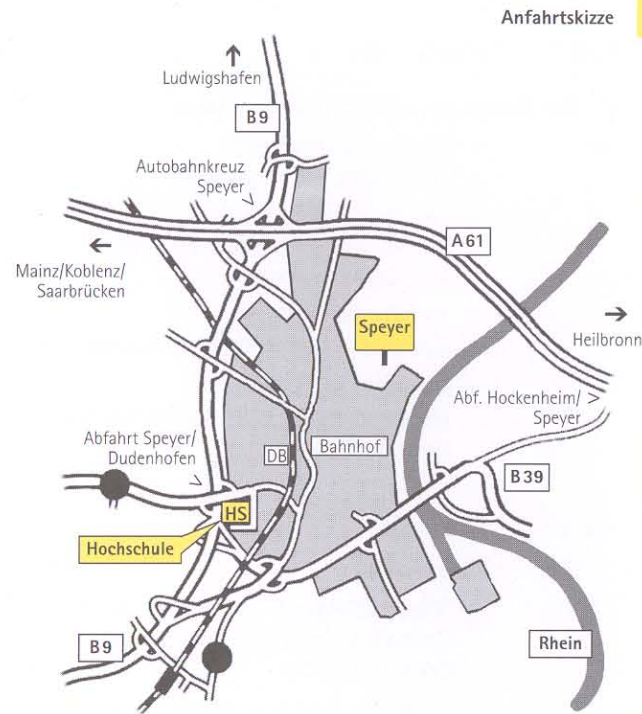 Anfahrtskizze
Ludwigshafen
B9
Autobahnkreuz
Speyer
A61
Mainz/Koblenz/
Saarbrücken
Speyer
Heilbronn
Abf. Hockenheim/
Speyer
Abfahrt Speyer/
Dudenhofen
DB
Bahnhof
B39
HS
Hochschule
B9
Rhein